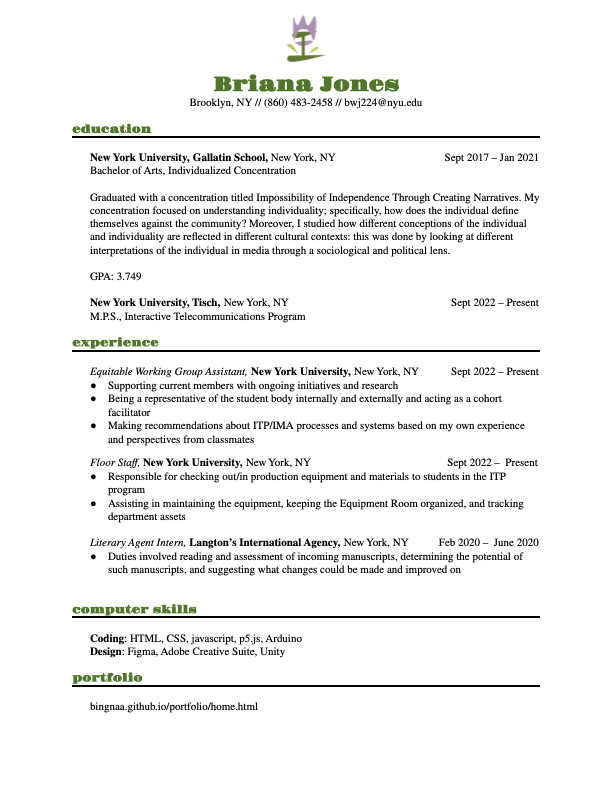 Briana Jones
Brooklyn, NY // (860) 483-2458 // bwj224@nyu.edu
education
New York University, Gallatin School, New York, NY Sept 2017 – Jan 2021
Bachelor of Arts, Individualized Concentration
Graduated with a concentration titled Impossibility of Independence Through Creating Narratives. My
concentration focused on understanding individuality; specifically, how does the individual define
themselves against the community? Moreover, I studied how different conceptions of the individual
and individuality are reflected in different cultural contexts: this was done by looking at different
interpretations of the individual in media through a sociological and political lens.
GPA: 3.749
New York University, Tisch, New York, NY Sept 2022 – Present
M.P.S., Interactive Telecommunications Program
experience
Equitable Working Group Assistant, New York University, New York, NY Sept 2022 – Present
● Supporting current members with ongoing initiatives and research
● Being a representative of the student body internally and externally and acting as a cohort
facilitator
● Making recommendations about ITP/IMA processes and systems based on my own experience
and perspectives from classmates
Floor Staff, New York University, New York, NY Sept 2022 – Present
● Responsible for checking out/in production equipment and materials to students in the ITP
program
● Assisting in maintaining the equipment, keeping the Equipment Room organized, and tracking
department assets
Literary Agent Intern, Langton's International Agency, New York, NY Feb 2020 – June 2020
● Duties involved reading and assessment of incoming manuscripts, determining the potential of
such manuscripts, and suggesting what changes could be made and improved on
computer skills
Coding: HTML, CSS, javascript, p5.js, Arduino
Design: Figma, Adobe Creative Suite, Unity
portfolio
bingnaa.github.io/portfolio/home.html